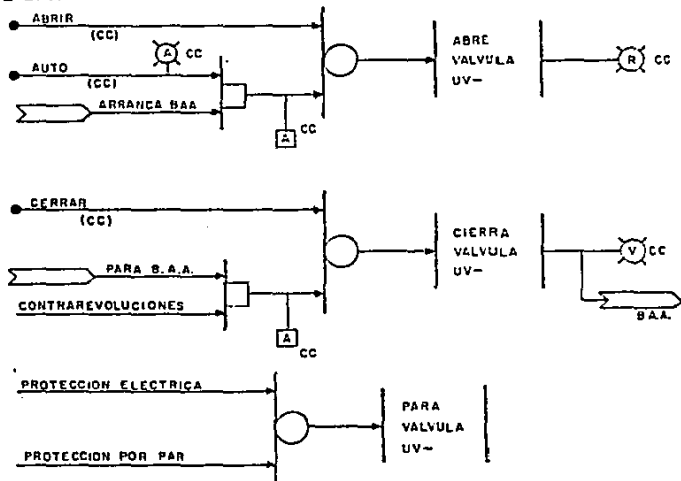 ABRIR
(CC)
A CC
AUTO
(CC)
ARRANCA BAA
A CC
ABRE
VALVULA
UV-
R CC
CERRAR
(CC)
PARA B.A.A.
CONTRAREVOLUCIONES
A CC
CIERRA
VALVULA
UV-
V CC
B.A.A.
PROTECCION ELECTRICA
PROTECCION POR PAR
PARA
VALVULA
UV-